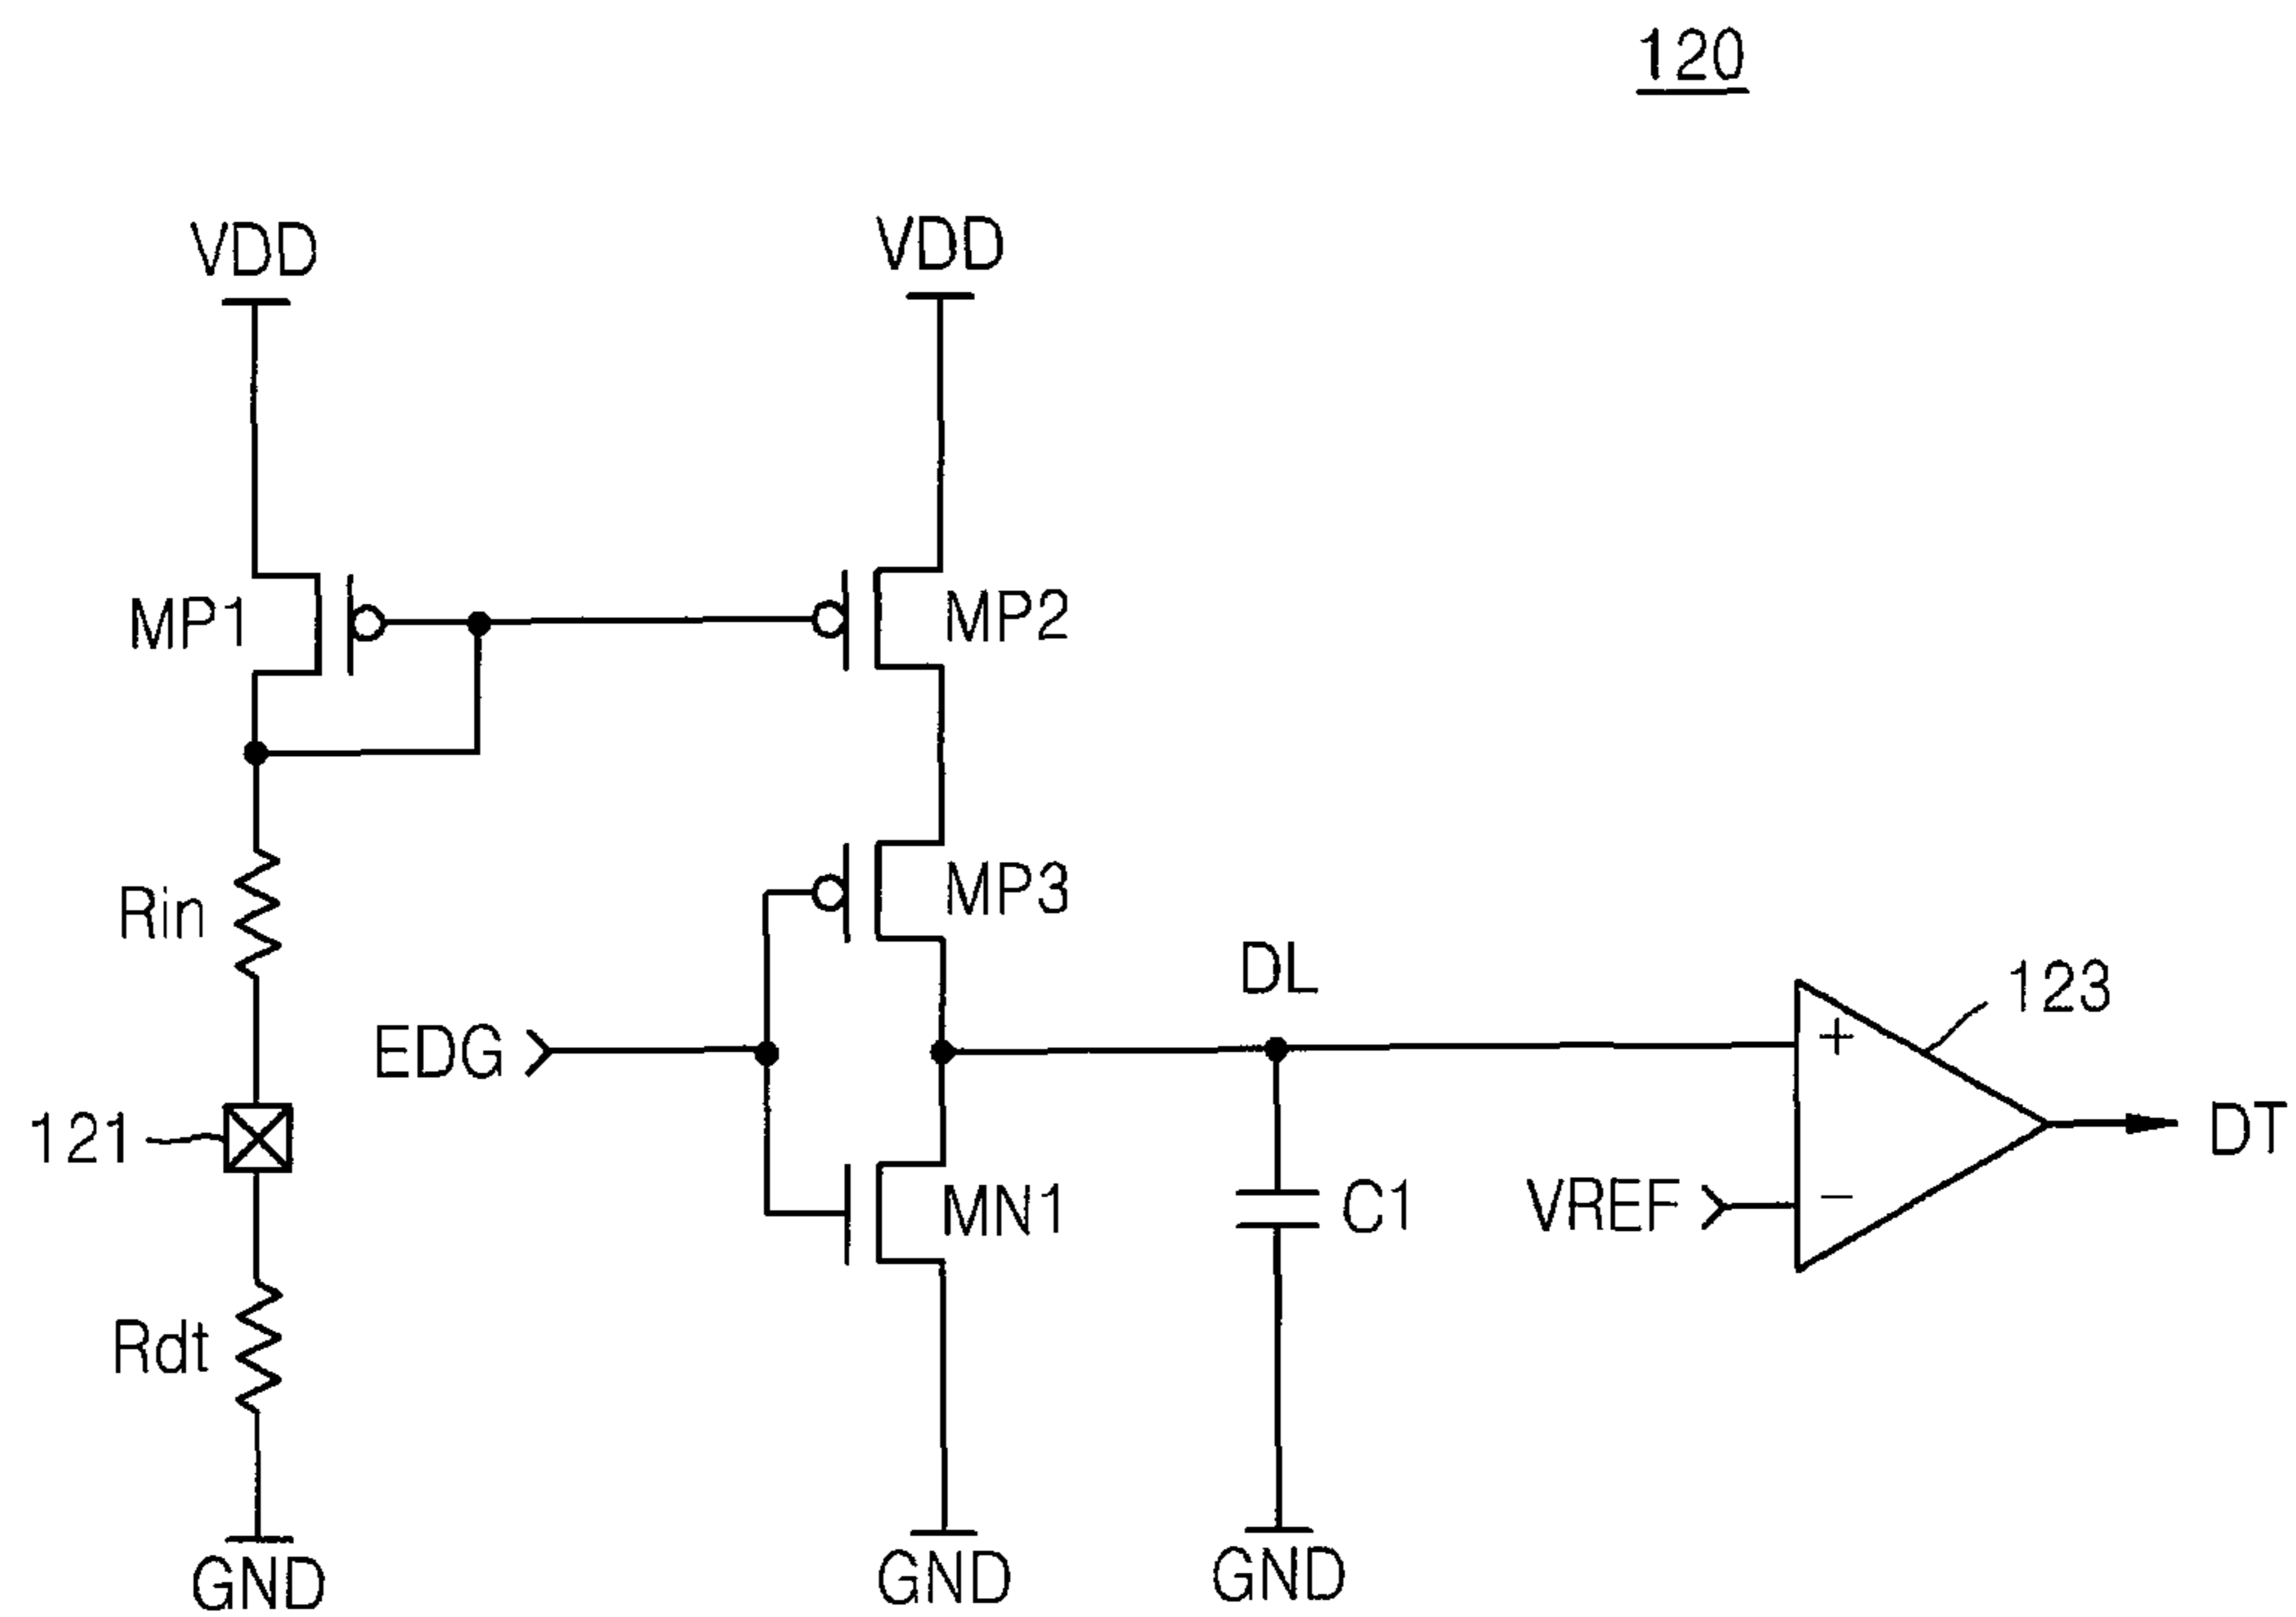 120
VDD
VDD
MP1
MP2
Rin
MP3
DL
123
EDG
+
121
DT
MN1
C1
VREF
−
Rdt
GND
GND
GND